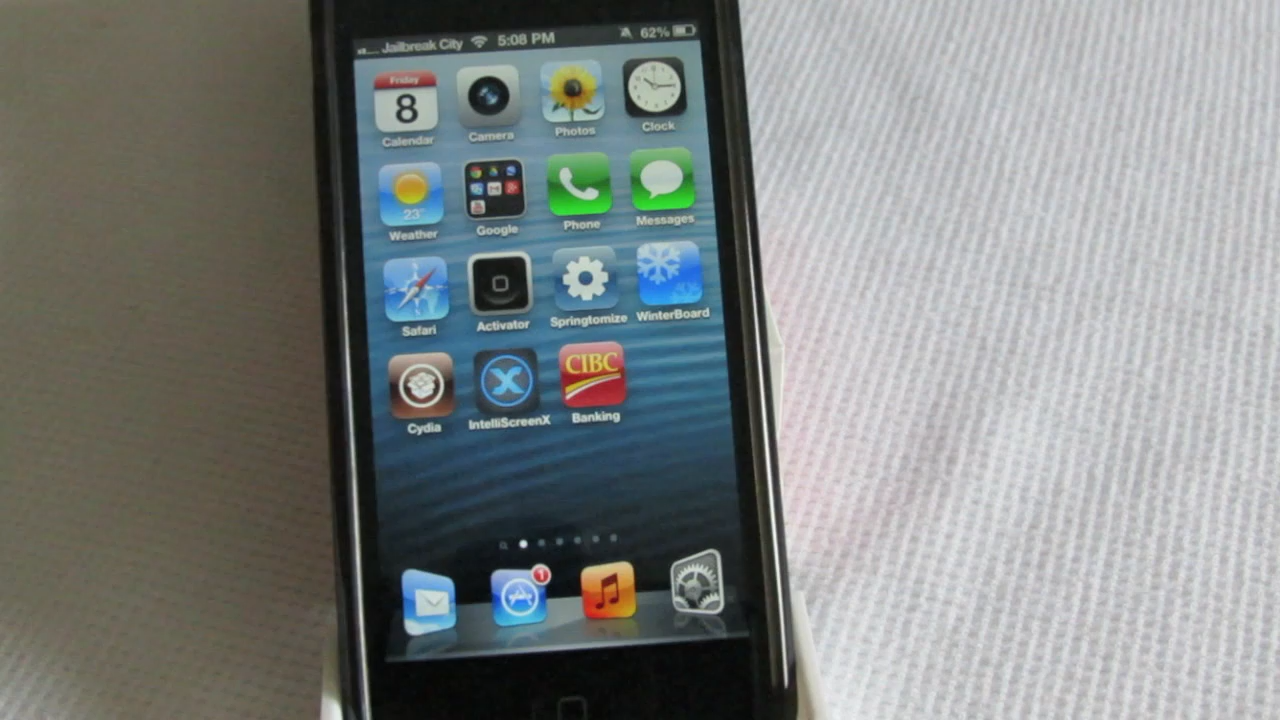 Jailbreak City 5:08 PM 62%
Friday
8
Calendar Camera Photos Clock
23°
Weather Google Phone Messages
Safari Activator Springtomize WinterBoard
CIBC
Cydia IntelliScreenX Banking
1